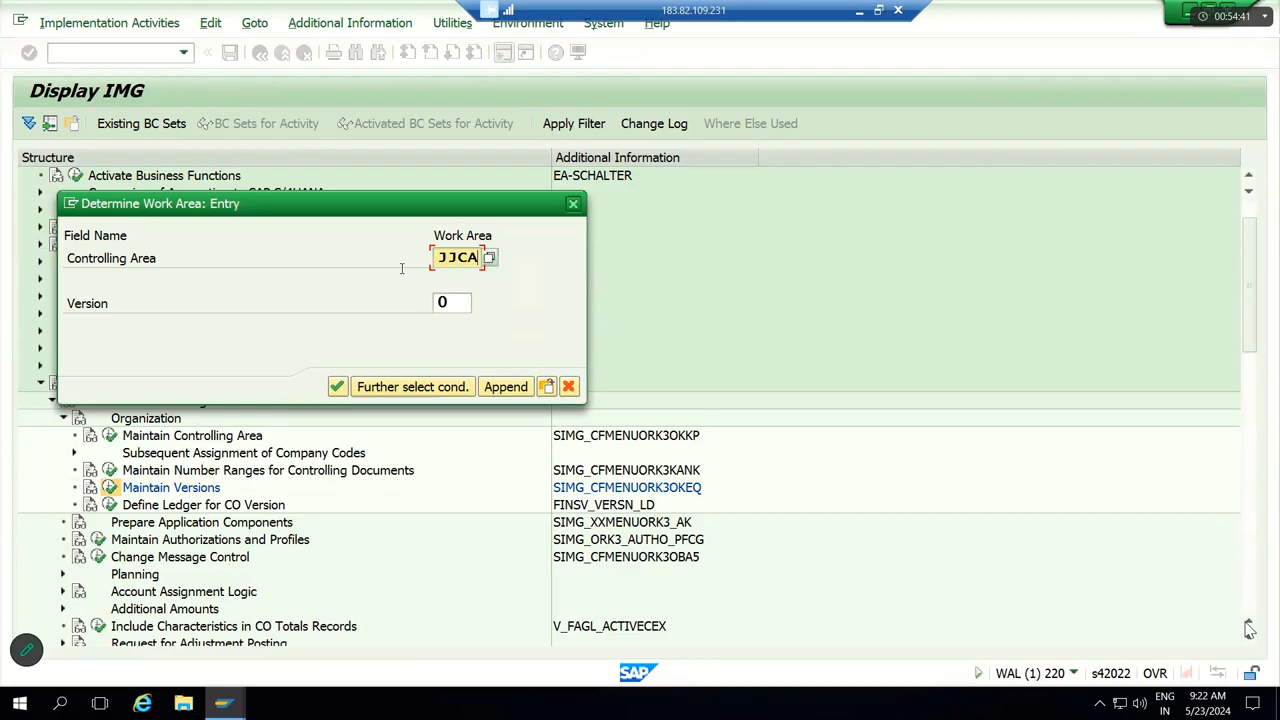 183.82.109.231
Implementation Activities Edit Goto Additional Information Utilities Environment System Help
00:54:41
Display IMG
Existing BC Sets BC Sets for Activity Activated BC Sets for Activity Apply Filter Change Log Where Else Used
Structure Additional Information
Activate Business Functions EA-SCHALTER
Determine Work Area: Entry
Field Name Work Area
Controlling Area JJCA
Version 0
Further select cond. Append
Organization
Maintain Controlling Area SIMG_CFMENUORK3OKKP
Subsequent Assignment of Company Codes
Maintain Number Ranges for Controlling Documents SIMG_CFMENUORK3KANK
Maintain Versions SIMG_CFMENUORK3OKEQ
Define Ledger for CO Version FINSV_VERSN_LD
Prepare Application Components SIMG_XXMENUORK3_AK
Maintain Authorizations and Profiles SIMG_ORK3_AUTHO_PFCG
Change Message Control SIMG_CFMENUORK3OBA5
Planning
Account Assignment Logic
Additional Amounts
Include Characteristics in CO Totals Records V_FAGL_ACTIVECEX
Request for Adjustment Posting
SAP WAL (1) 220 s42022 OVR
ENG 9:22 AM
IN 5/23/2024